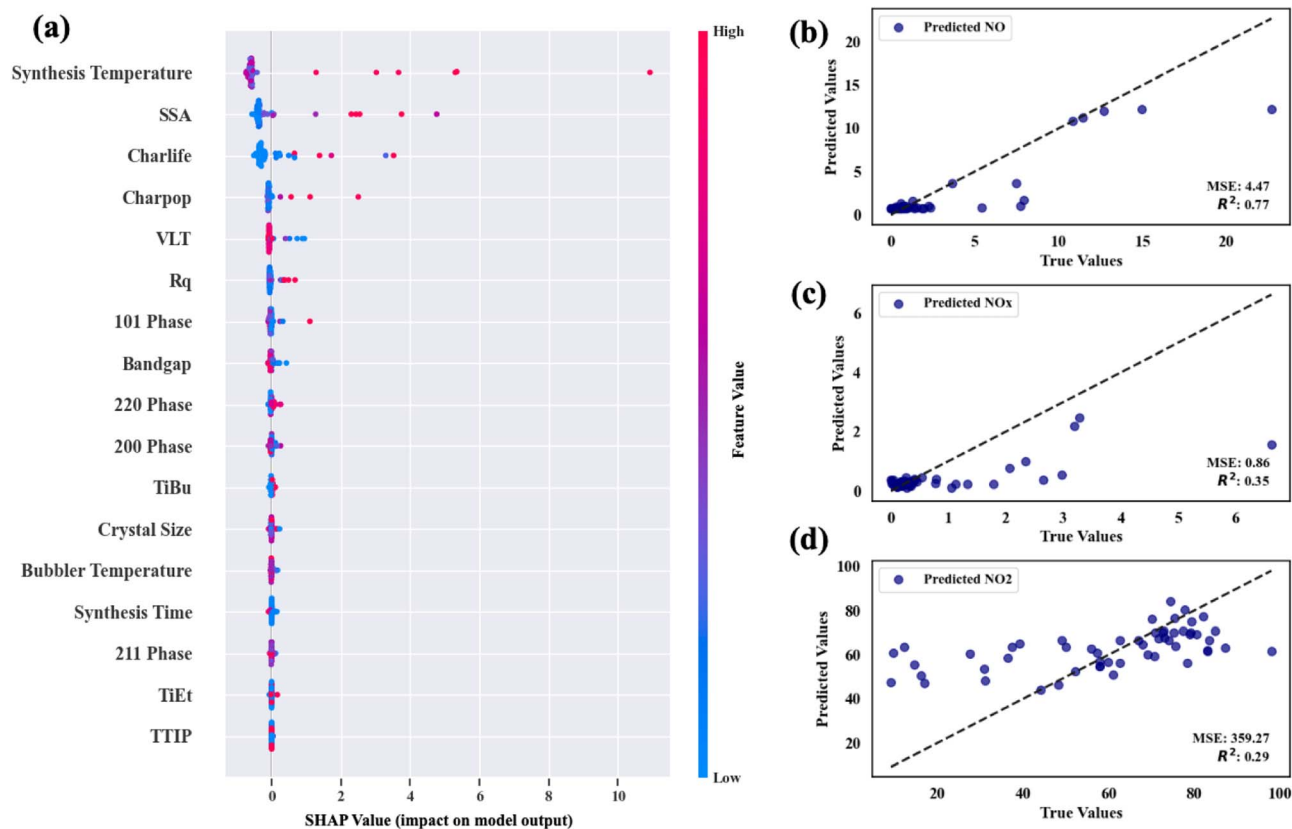 (a)
High
Synthesis Temperature
SSA
Charlife
Charpop
VLT
Rq
101 Phase
Bandgap
220 Phase
200 Phase
TiBu
Crystal Size
Bubbler Temperature
Synthesis Time
211 Phase
TiEt
TTIP
Feature Value
Low
0 2 4 6 8 10
SHAP Value (impact on model output)
(b)
Predicted NO
Predicted Values
20
15
10
5
0
MSE: 4.47
R²: 0.77
0 5 10 15 20
True Values
(c)
Predicted NOx
Predicted Values
6
4
2
0
MSE: 0.86
R²: 0.35
0 1 2 3 4 5 6
True Values
(d)
Predicted NO2
Predicted Values
100
80
60
40
20
MSE: 359.27
R²: 0.29
20 40 60 80 100
True Values